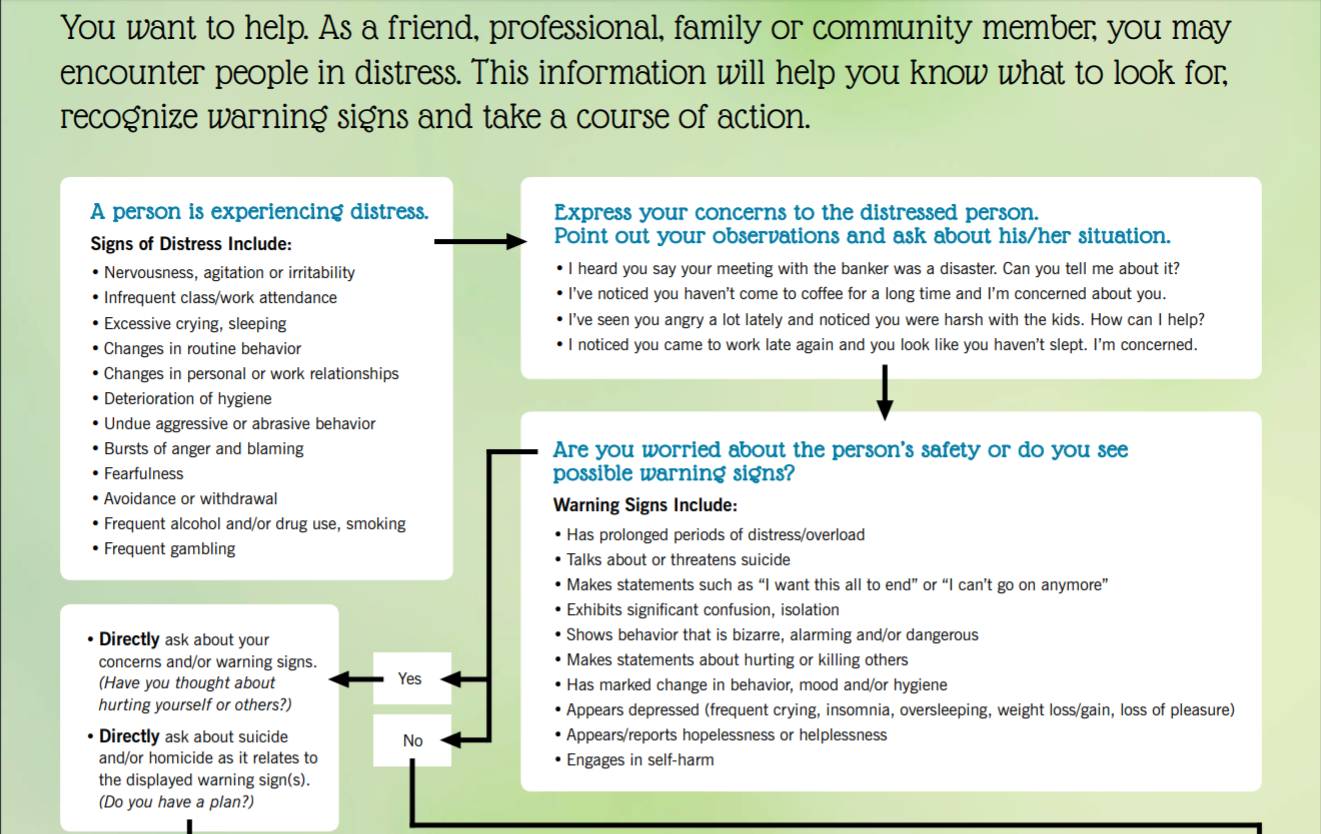 You want to help. As a friend, professional, family or community member, you may
encounter people in distress. This information will help you know what to look for,
recognize warning signs and take a course of action.
A person is experiencing distress.
Signs of Distress Include:
• Nervousness, agitation or irritability
• Infrequent class/work attendance
• Excessive crying, sleeping
• Changes in routine behavior
• Changes in personal or work relationships
• Deterioration of hygiene
• Undue aggressive or abrasive behavior
• Bursts of anger and blaming
• Fearfulness
• Avoidance or withdrawal
• Frequent alcohol and/or drug use, smoking
• Frequent gambling
Express your concerns to the distressed person.
Point out your observations and ask about his/her situation.
• I heard you say your meeting with the banker was a disaster. Can you tell me about it?
• I've noticed you haven't come to coffee for a long time and I'm concerned about you.
• I've seen you angry a lot lately and noticed you were harsh with the kids. How can I help?
• I noticed you came to work late again and you look like you haven't slept. I'm concerned.
Are you worried about the person's safety or do you see
possible warning signs?
Warning Signs Include:
• Has prolonged periods of distress/overload
• Talks about or threatens suicide
• Makes statements such as “I want this all to end” or “I can't go on anymore”
• Exhibits significant confusion, isolation
• Shows behavior that is bizarre, alarming and/or dangerous
• Makes statements about hurting or killing others
• Has marked change in behavior, mood and/or hygiene
• Appears depressed (frequent crying, insomnia, oversleeping, weight loss/gain, loss of pleasure)
• Appears/reports hopelessness or helplessness
• Engages in self-harm
Yes
No
• Directly ask about your
concerns and/or warning signs.
(Have you thought about
hurting yourself or others?)
• Directly ask about suicide
and/or homicide as it relates to
the displayed warning sign(s).
(Do you have a plan?)